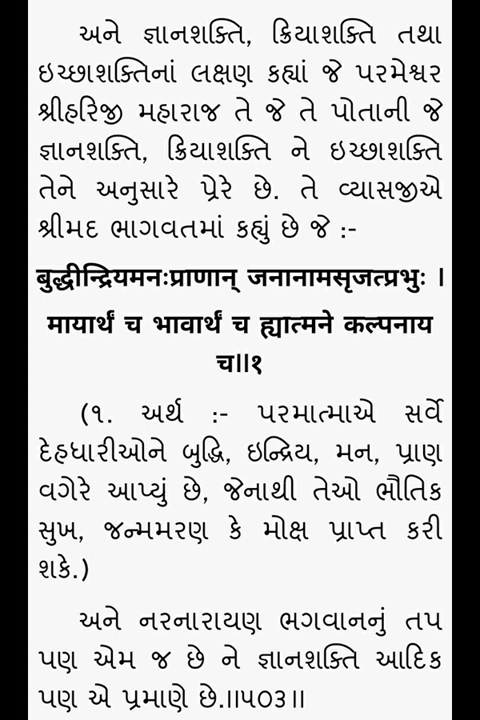 અને જ્ઞાનશક્તિ, ક્રિયાશક્તિ તથા
ઇચ્છાશક્તિનાં લક્ષણ કહ્યાં જે પરમેશ્વર
શ્રીહરિજી મહારાજ તે જે તે પોતાની જે
જ્ઞાનશક્તિ, ક્રિયાશક્તિ ને ઇચ્છાશક્તિ
તેને અનુસારે પ્રેરે છે. તે વ્યાસજીએ
શ્રીમદ ભાગવતમાં કહ્યું છે જે :-
बुद्धीन्द्रियमनःप्राणान् जनानामसृजत्प्रभुः ।
मायार्थं च भावार्थं च ह्यात्मने कल्पनाय
च॥१
(૧. અર્થ :- પરમાત્માએ સર્વે
દેહધારીઓને બુદ્ધિ, ઇન્દ્રિય, મન, પ્રાણ
વગેરે આપ્યું છે, જેનાથી તેઓ ભૌતિક
સુખ, જન્મમરણ કે મોક્ષ પ્રાપ્ત કરી
શકે.)
અને નરનારાયણ ભગવાનનું તપ
પણ એમ જ છે ને જ્ઞાનશક્તિ આદિક
પણ એ પ્રમાણે છે.॥૫૦૩॥